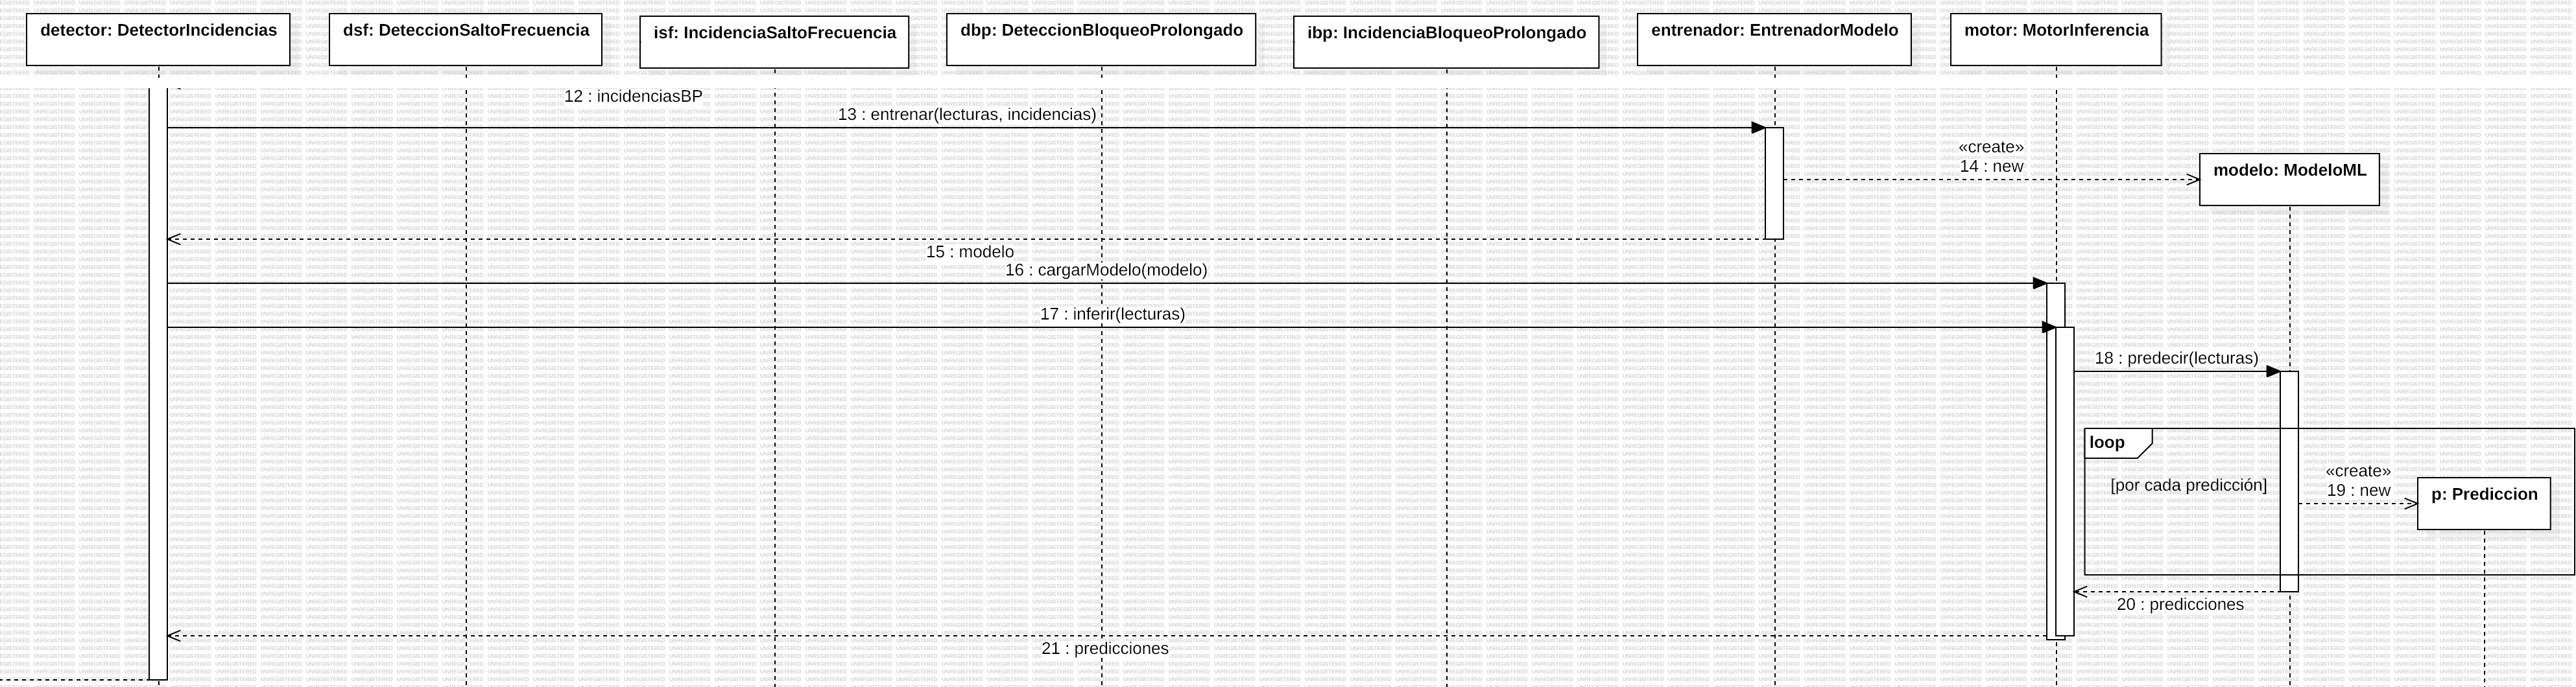 detector: DetectorIncidencias
dsf: DeteccionSaltoFrecuencia
isf: IncidenciaSaltoFrecuencia
dbp: DeteccionBloqueoProlongado
ibp: IncidenciaBloqueoProlongado
entrenador: EntrenadorModelo
motor: MotorInferencia
12 : incidenciasBP
13 : entrenar(lecturas, incidencias)
«create»
14 : new
modelo: ModeloML
15 : modelo
16 : cargarModelo(modelo)
17 : inferir(lecturas)
18 : predecir(lecturas)
loop
[por cada predicción]
«create»
19 : new
p: Prediccion
20 : predicciones
21 : predicciones
UNREGISTERED